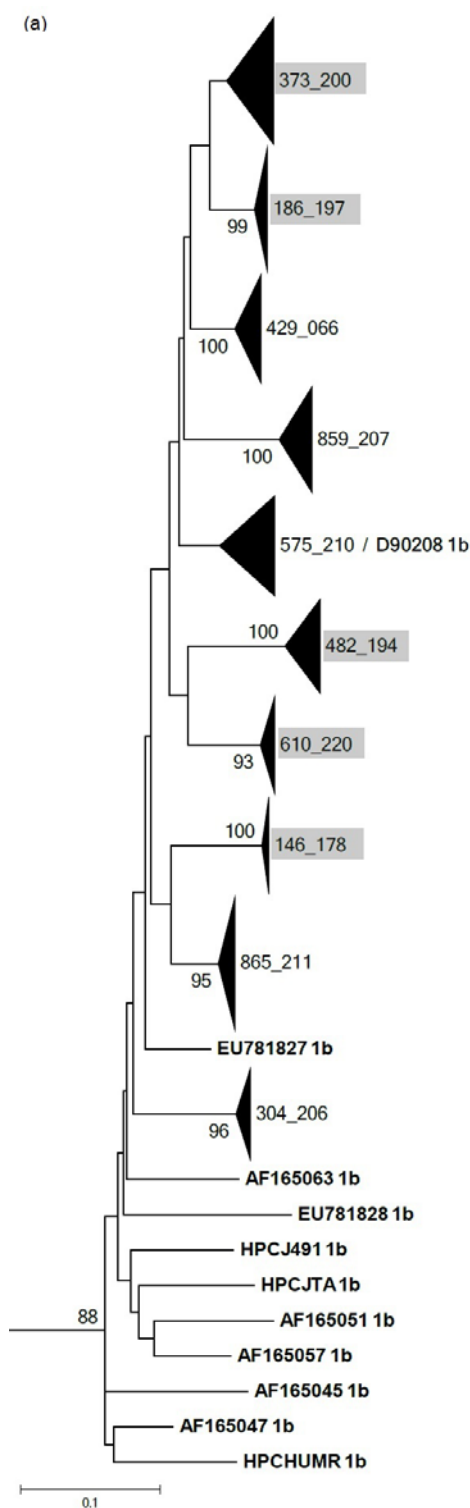 (a)
373_200
186_197
99
429_066
100
859_207
100
575_210 / D90208 1b
100
482_194
610_220
93
100
146_178
865_211
95
EU781827 1b
304_206
96
AF165063 1b
EU781828 1b
HPCJ491 1b
HPCJTA 1b
88
AF165051 1b
AF165057 1b
AF165045 1b
AF165047 1b
HPCHUMR 1b
0.1